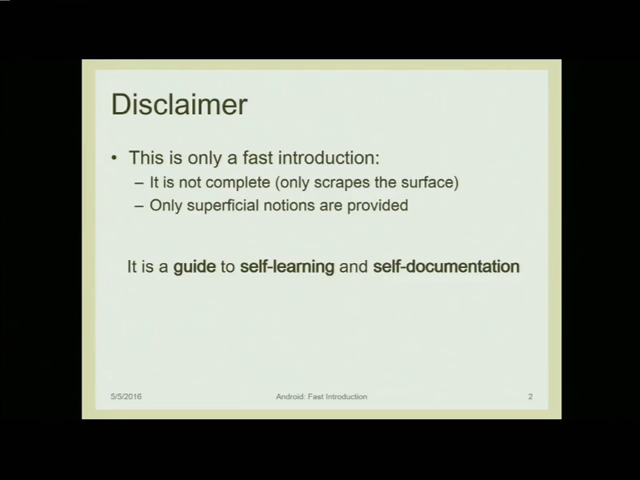 Disclaimer
• This is only a fast introduction:
– It is not complete (only scrapes the surface)
– Only superficial notions are provided
It is a guide to self-learning and self-documentation
5/5/2016 Android: Fast Introduction 2